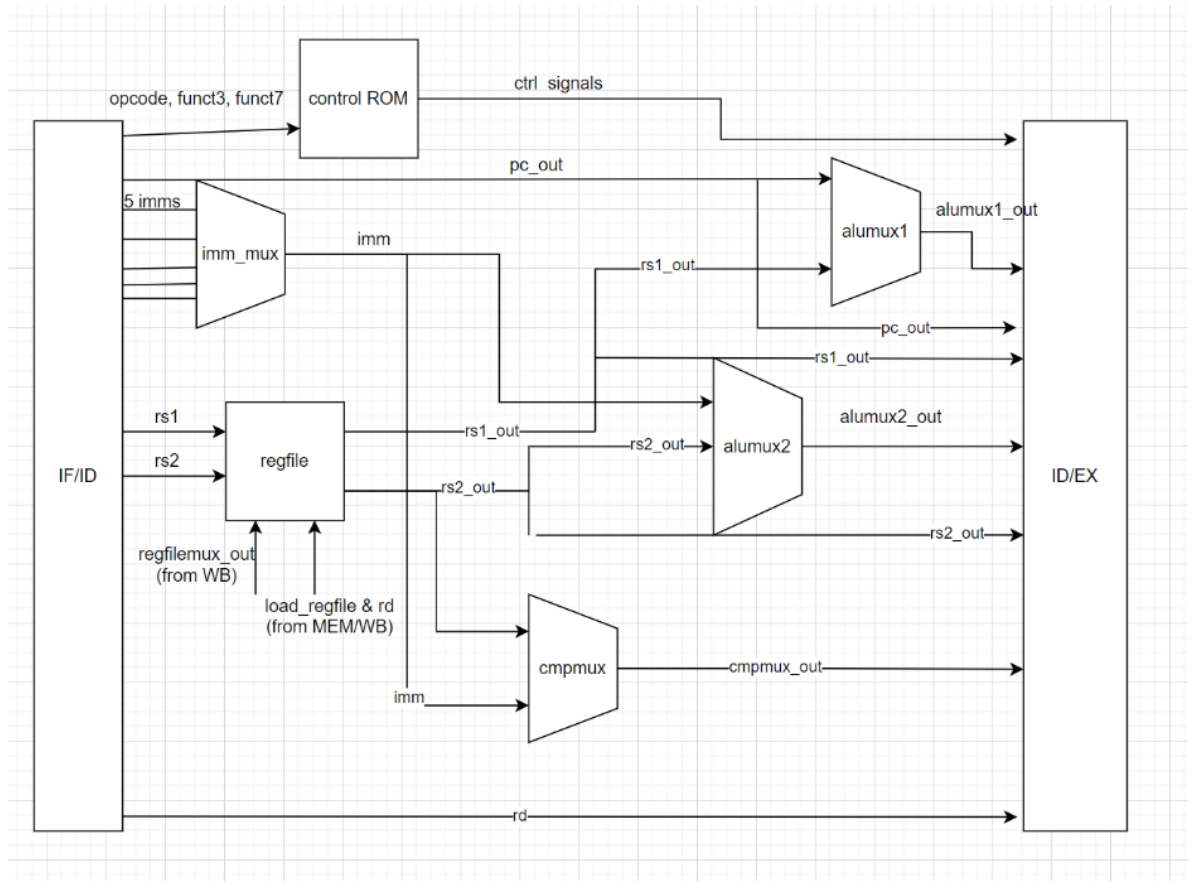 ctrl signals
opcode, funct3, funct7
control ROM
pc_out
5 imms
alumux1_out
alumux1
imm
imm_mux
rs1_out
pc_out
rs1_out
rs1
alumux2_out
rs1_out
rs2_out
alumux2
rs2
regfile
IF/ID
ID/EX
rs2_out
rs2_out
regfilemux_out
(from WB)
load_regfile & rd
(from MEM/WB)
cmpmux
cmpmux_out
imm
rd